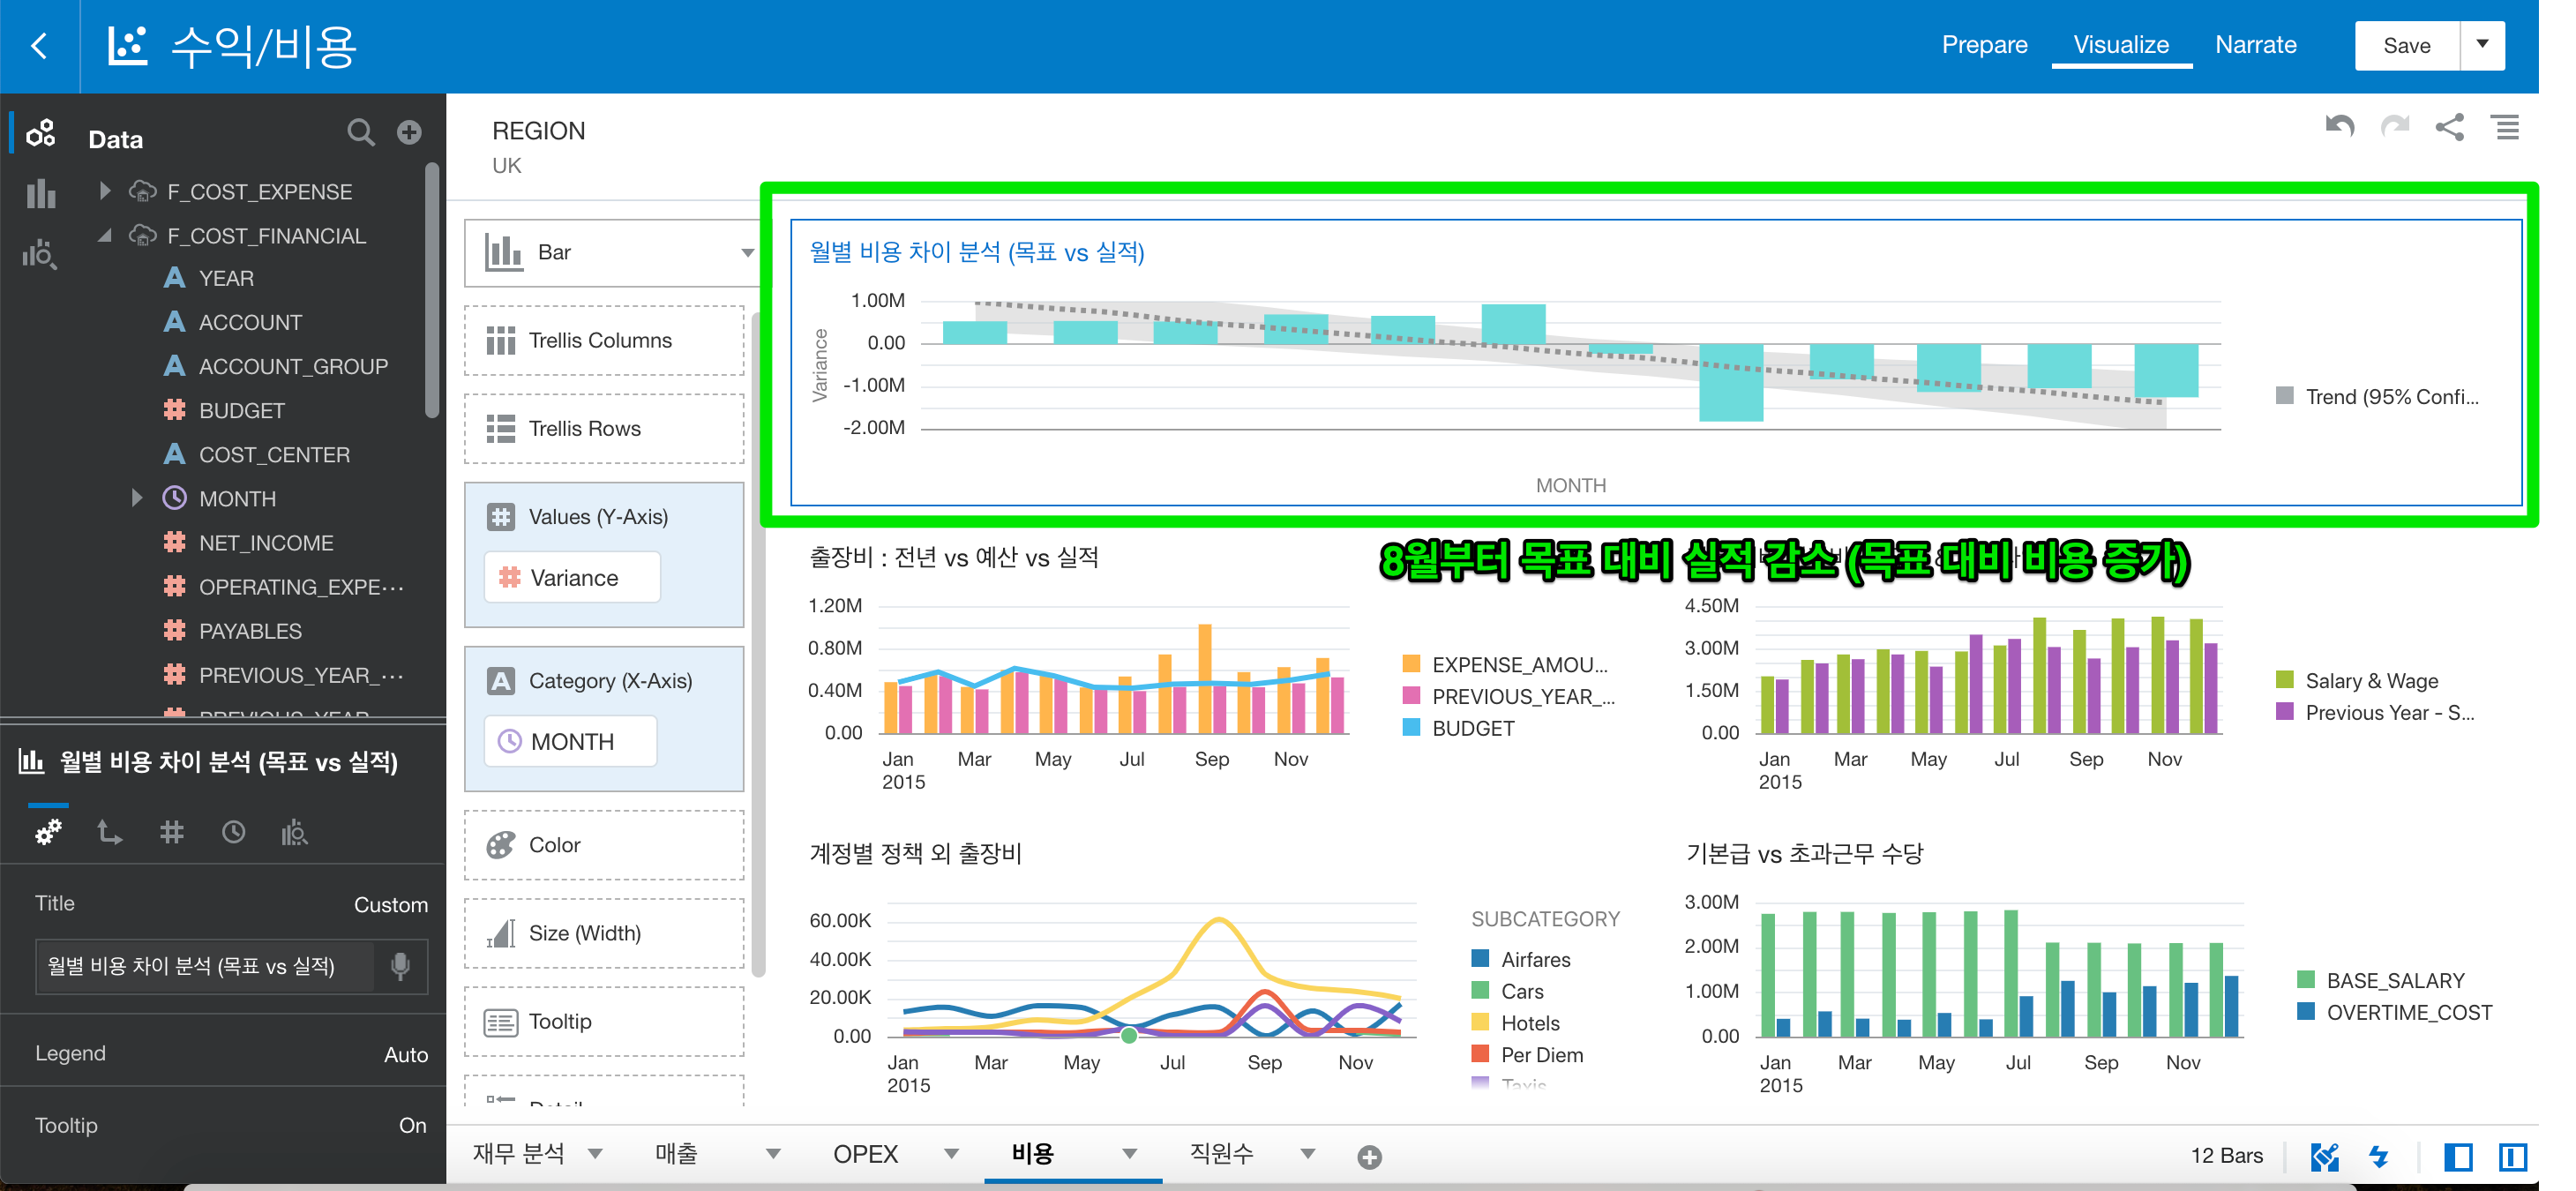 수익/비용
Prepare
Visualize
Narrate
Save
Data
F_COST_EXPENSE
F_COST_FINANCIAL
YEAR
ACCOUNT
ACCOUNT_GROUP
BUDGET
COST_CENTER
MONTH
NET_INCOME
OPERATING_EXPE...
PAYABLES
PREVIOUS_YEAR_...
월별 비용 차이 분석 (목표 vs 실적)
Title
Custom
월별 비용 차이 분석 (목표 vs 실적)
Legend
Auto
Tooltip
On
REGION
UK
Bar
Trellis Columns
Trellis Rows
Values (Y-Axis)
Variance
Category (X-Axis)
MONTH
Color
Size (Width)
Tooltip
Detail
월별 비용 차이 분석 (목표 vs 실적)
Variance
1.00M
0.00
-1.00M
-2.00M
MONTH
Trend (95% Confi...
8월부터 목표 대비 실적 감소 (목표 대비 비용 증가)
출장비 : 전년 vs 예산 vs 실적
1.20M
0.80M
0.40M
0.00
Jan Mar May Jul Sep Nov
2015
EXPENSE_AMOU...
PREVIOUS_YEAR_...
BUDGET
4.50M
3.00M
1.50M
0.00
Jan Mar May Jul Sep Nov
2015
Salary & Wage
Previous Year - S...
계정별 정책 외 출장비
60.00K
40.00K
20.00K
0.00
Jan Mar May Jul Sep Nov
2015
SUBCATEGORY
Airfares
Cars
Hotels
Per Diem
Taxis
기본급 vs 초과근무 수당
3.00M
2.00M
1.00M
0.00
Jan Mar May Jul Sep Nov
2015
BASE_SALARY
OVERTIME_COST
재무 분석
매출
OPEX
비용
직원수
12 Bars